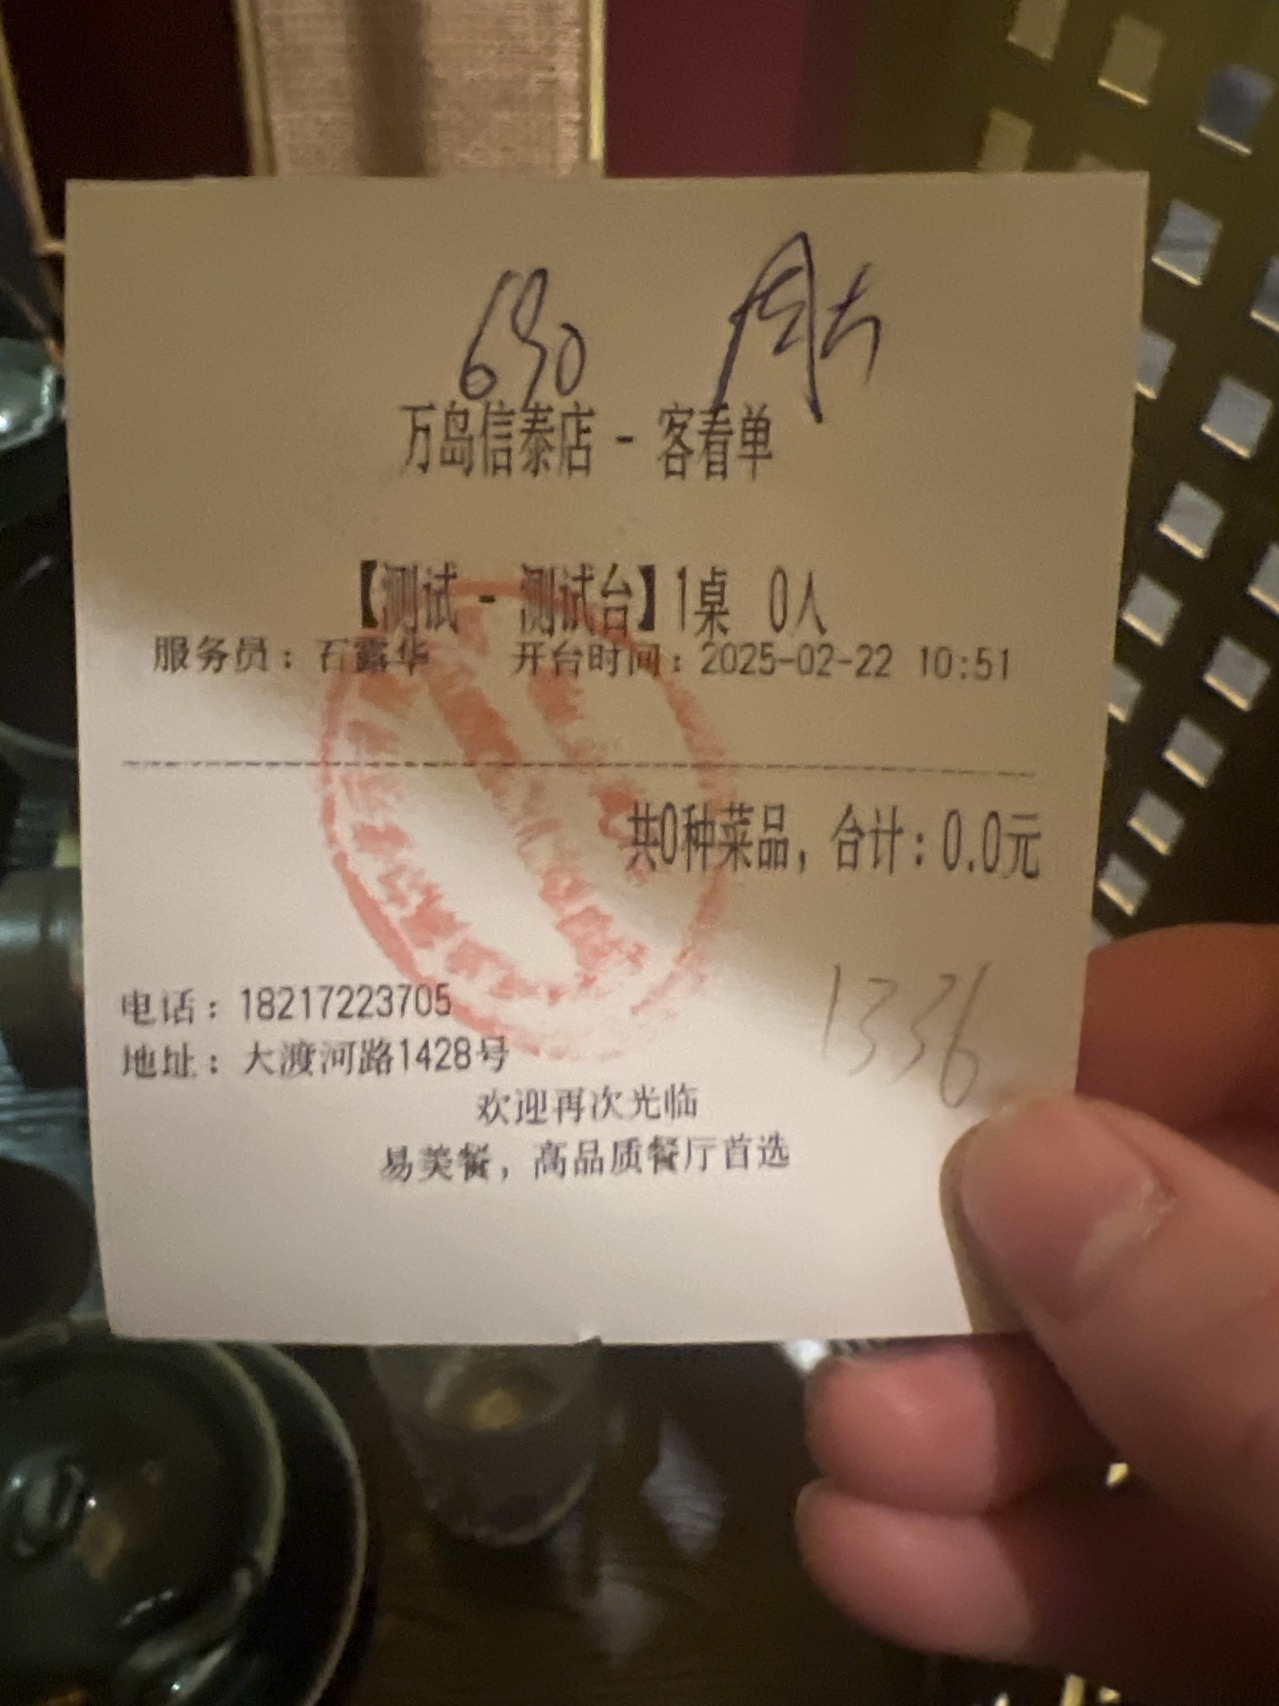 690
万岛信泰店 - 客看单
【测试 - 测试台】1桌 0人
服务员：石露华 开台时间：2025-02-22 10:51
共0种菜品，合计：0.0元
1336
电话：18217223705
地址：大渡河路1428号
欢迎再次光临
易美餐，高品质餐厅首选